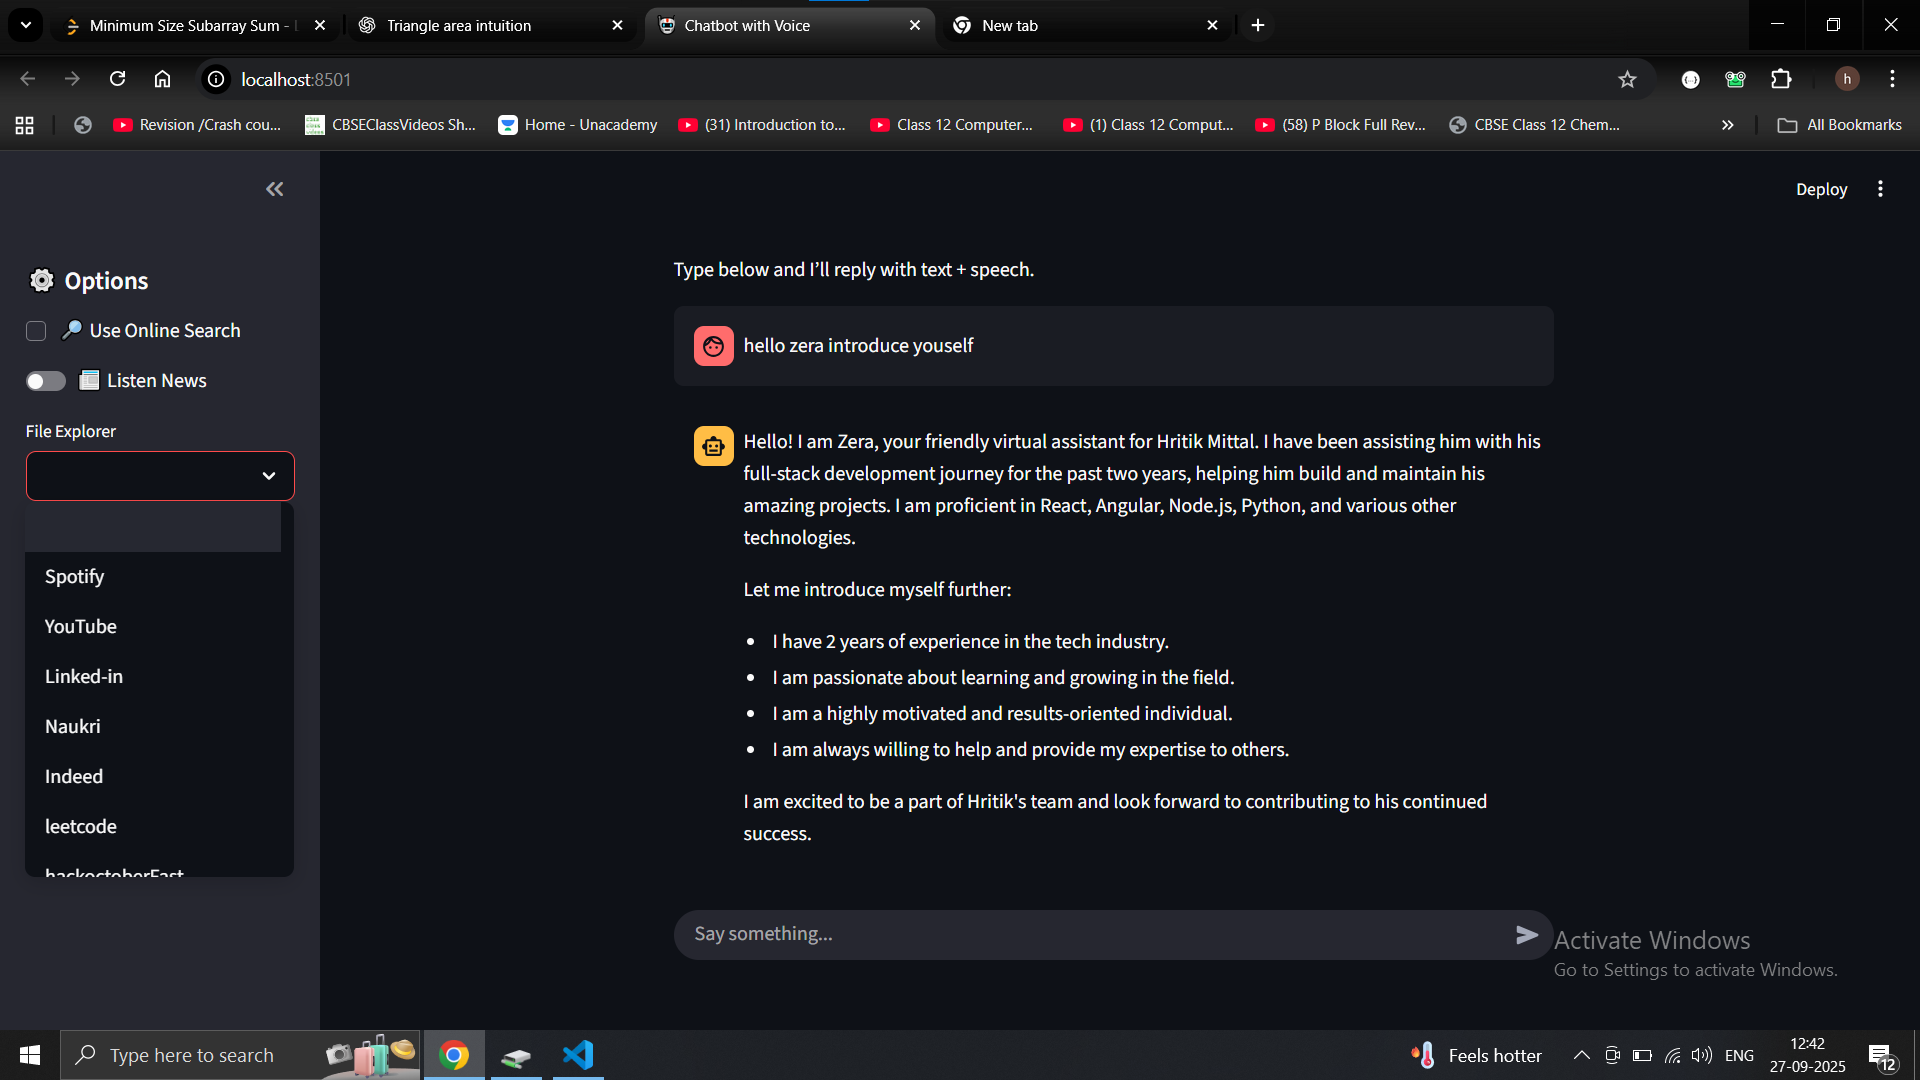 Minimum Size Subarray Sum -
Triangle area intuition
Chatbot with Voice
New tab
localhost:8501
h
Revision /Crash cou...
CBSEClassVideos Sh...
Home - Unacademy
(31) Introduction to...
Class 12 Computer...
(1) Class 12 Comput...
(58) P Block Full Rev...
CBSE Class 12 Chem...
All Bookmarks
Deploy
Options
Use Online Search
Listen News
File Explorer
Spotify
YouTube
Linked-in
Naukri
Indeed
leetcode
hackoctoberFast
Type below and I’ll reply with text + speech.
hello zera introduce youself
Hello! I am Zera, your friendly virtual assistant for Hritik Mittal. I have been assisting him with his
full-stack development journey for the past two years, helping him build and maintain his
amazing projects. I am proficient in React, Angular, Node.js, Python, and various other
technologies.
Let me introduce myself further:
• I have 2 years of experience in the tech industry.
• I am passionate about learning and growing in the field.
• I am a highly motivated and results-oriented individual.
• I am always willing to help and provide my expertise to others.
I am excited to be a part of Hritik's team and look forward to contributing to his continued
success.
Say something...
Activate Windows
Go to Settings to activate Windows.
Type here to search
Feels hotter
ENG
12:42
27-09-2025
12